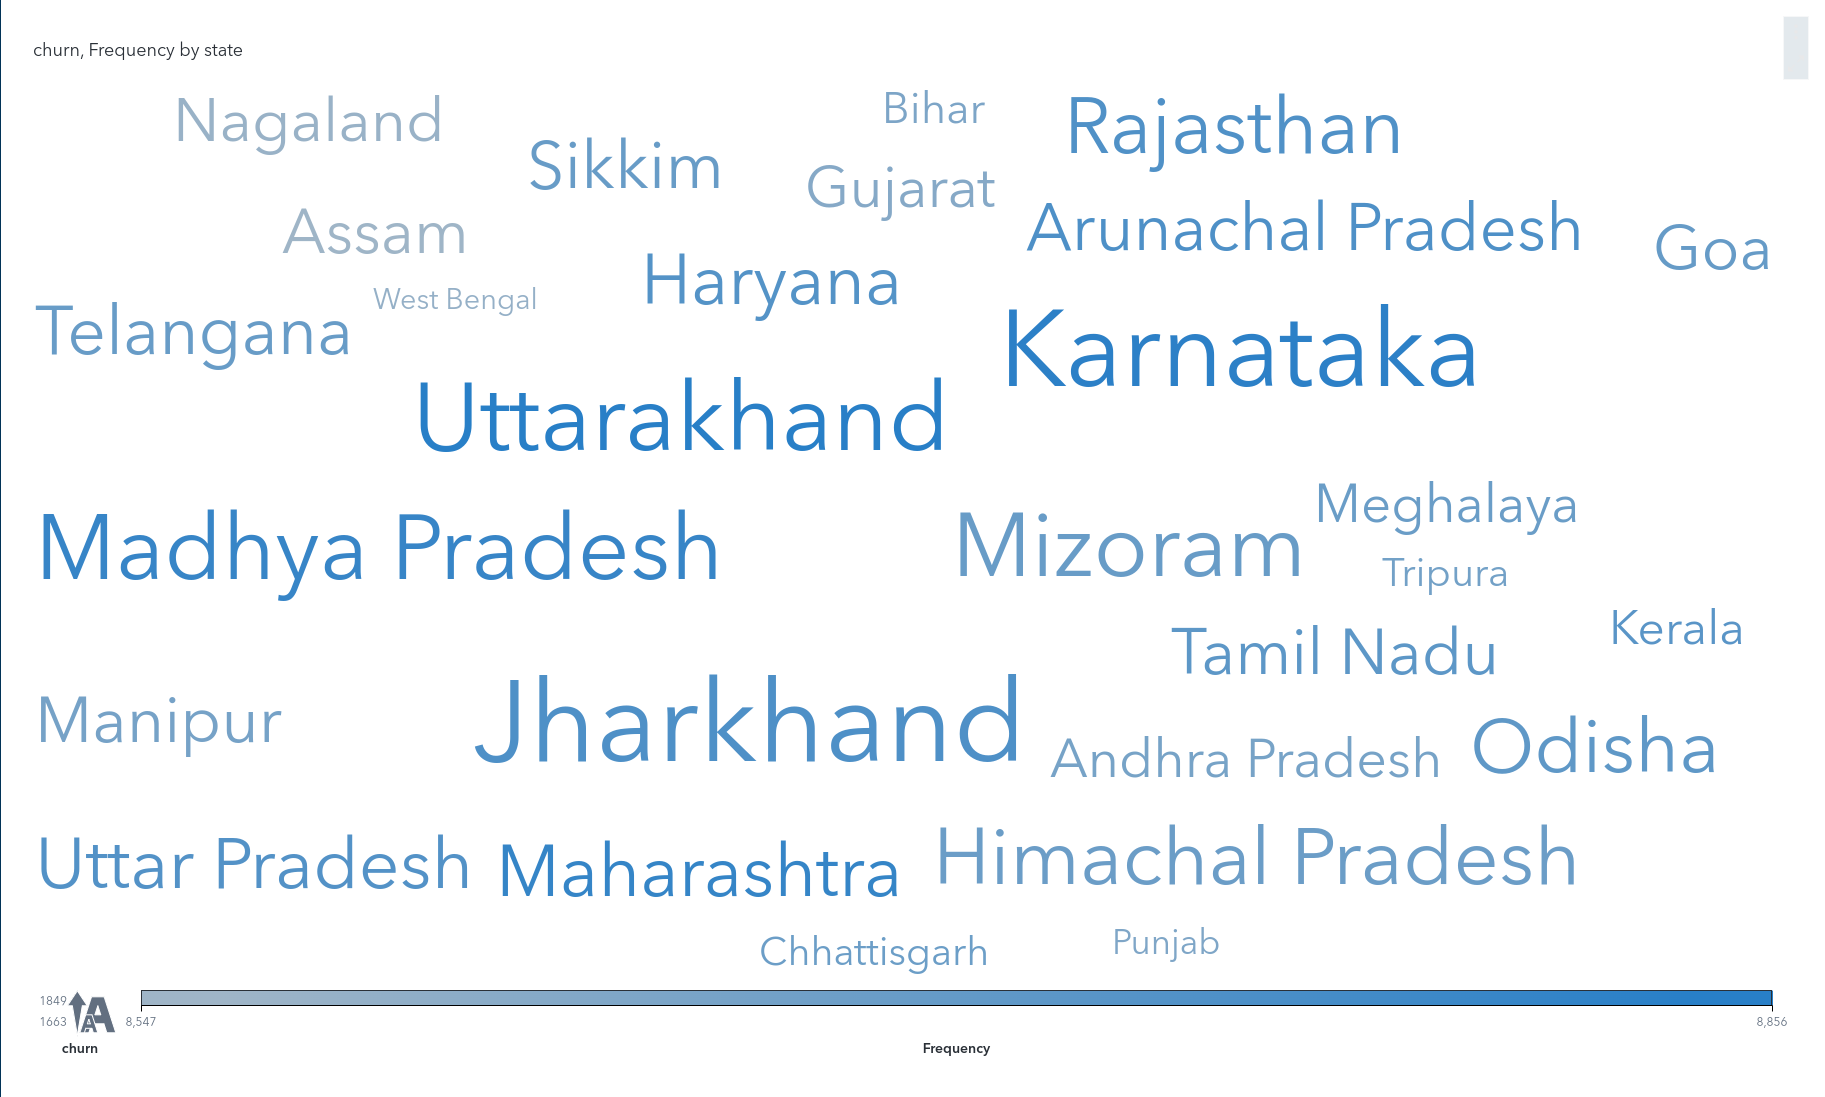 churn, Frequency by state
Nagaland
Bihar
Rajasthan
Sikkim
Gujarat
Assam
Arunachal Pradesh
Goa
Haryana
West Bengal
Telangana
Karnataka
Uttarakhand
Madhya Pradesh
Mizoram
Meghalaya
Tripura
Kerala
Tamil Nadu
Manipur
Jharkhand
Andhra Pradesh
Odisha
Uttar Pradesh
Maharashtra
Himachal Pradesh
Chhattisgarh
Punjab
1849
1663
A
A
A
8,547
8,856
churn
Frequency